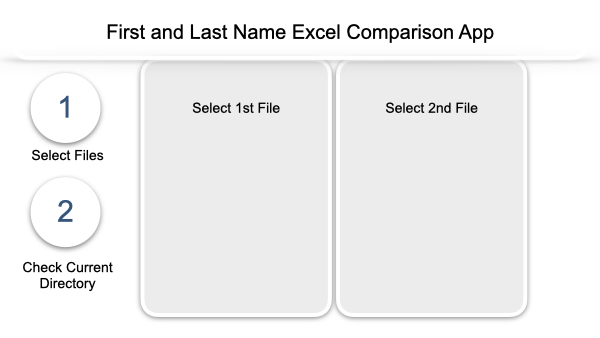 First and Last Name Excel Comparison App
1
Select Files
2
Check Current
Directory
Select 1st File
Select 2nd File